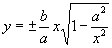 y = ± b/a x √(1 − a²/x²)